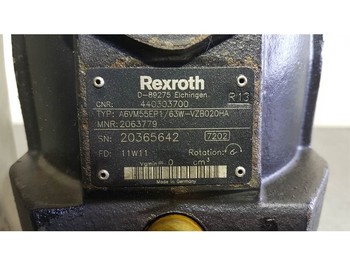 Rexroth
D-89275 Elchingen
CNR: 440303700 R13
TYP: A6VM55EP1/63W-VZB020HA
MNR: 2063779
SN: 20365642 7202
FD: 11W11 Rotation:
Vgmin = 0 cm³
Made in Germany